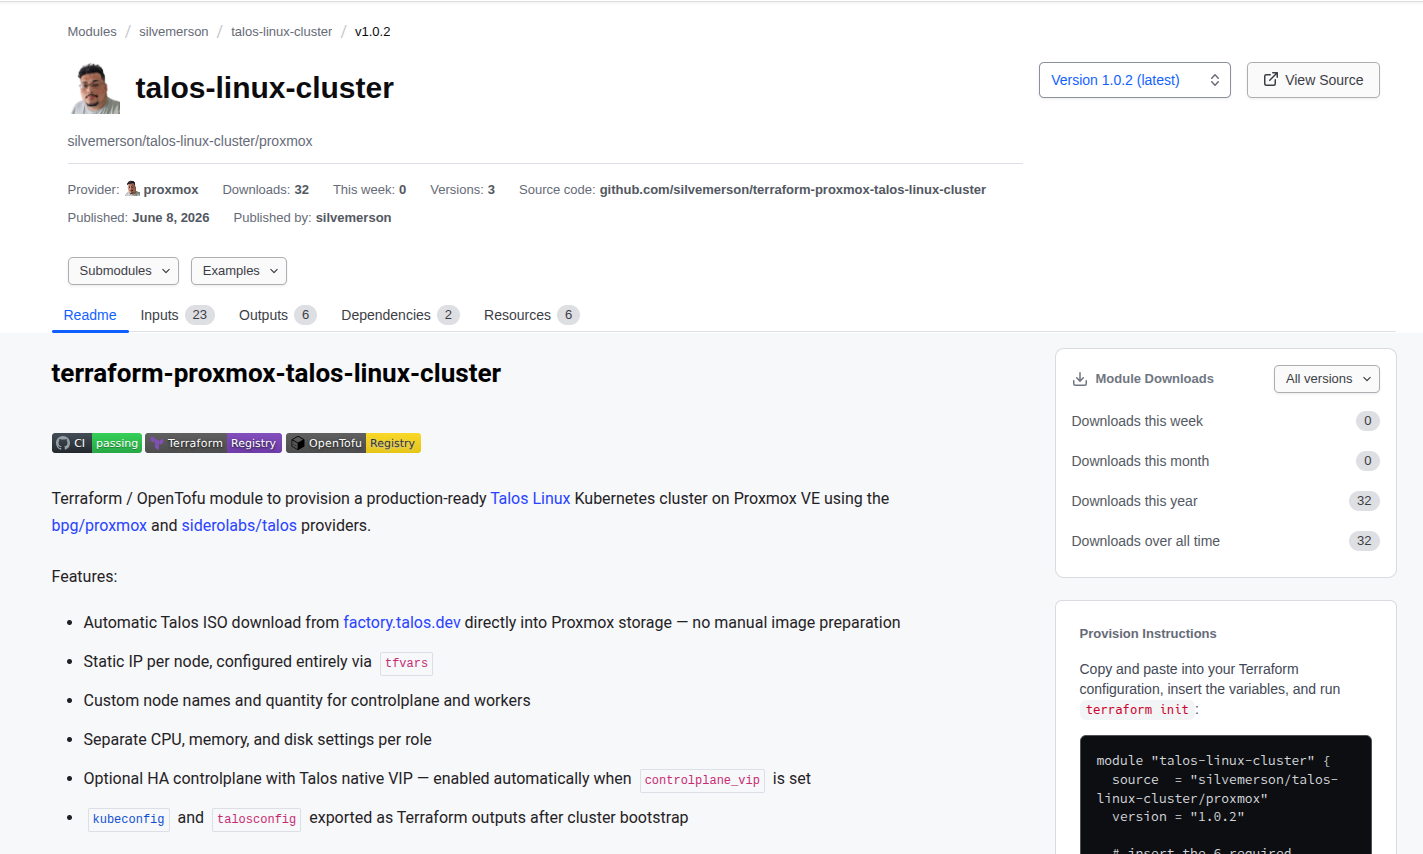 Modules / silvemerson / talos-linux-cluster / v1.0.2
talos-linux-cluster
Version 1.0.2 (latest)
View Source
silvemerson/talos-linux-cluster/proxmox
Provider: proxmox Downloads: 32 This week: 0 Versions: 3 Source code: github.com/silvemerson/terraform-proxmox-talos-linux-cluster
Published: June 8, 2026 Published by: silvemerson
Submodules Examples
Readme Inputs 23 Outputs 6 Dependencies 2 Resources 6
terraform-proxmox-talos-linux-cluster
CI passing Terraform Registry OpenTofu Registry
Terraform / OpenTofu module to provision a production-ready Talos Linux Kubernetes cluster on Proxmox VE using the
bpg/proxmox and siderolabs/talos providers.
Features:
• Automatic Talos ISO download from factory.talos.dev directly into Proxmox storage — no manual image preparation
• Static IP per node, configured entirely via tfvars
• Custom node names and quantity for controlplane and workers
• Separate CPU, memory, and disk settings per role
• Optional HA controlplane with Talos native VIP — enabled automatically when controlplane_vip is set
• kubeconfig and talosconfig exported as Terraform outputs after cluster bootstrap
Module Downloads All versions
Downloads this week 0
Downloads this month 0
Downloads this year 32
Downloads over all time 32
Provision Instructions
Copy and paste into your Terraform
configuration, insert the variables, and run
terraform init :
module "talos-linux-cluster" {
source = "silvemerson/talos-
linux-cluster/proxmox"
version = "1.0.2"
# insert the 6 required